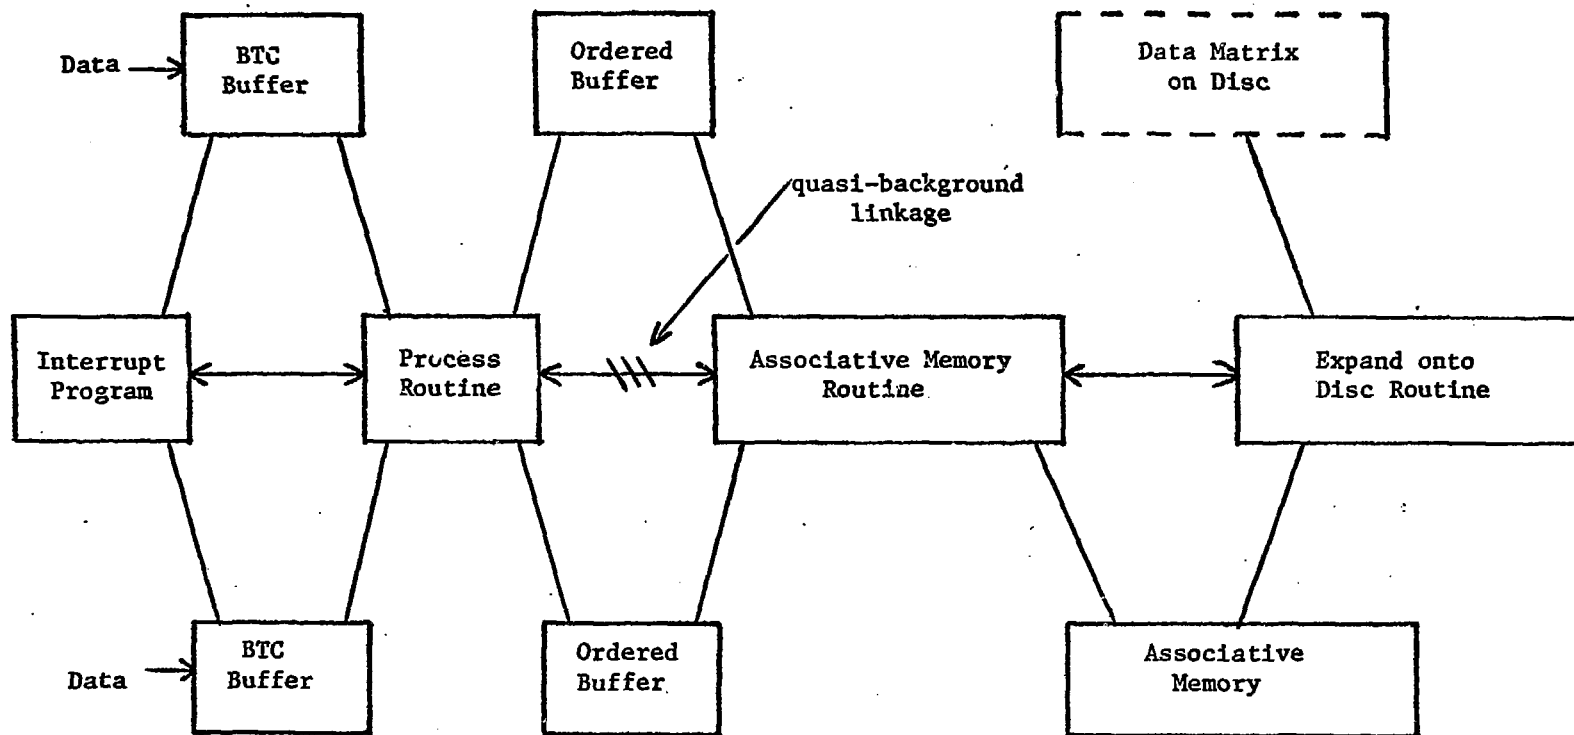 Data
BTC
Buffer
Ordered
Buffer
Data Matrix
on Disc
quasi-background
linkage
Interrupt
Program
Process
Routine
Associative Memory
Routine
Expand onto
Disc Routine
Data
BTC
Buffer
Ordered
Buffer
Associative
Memory